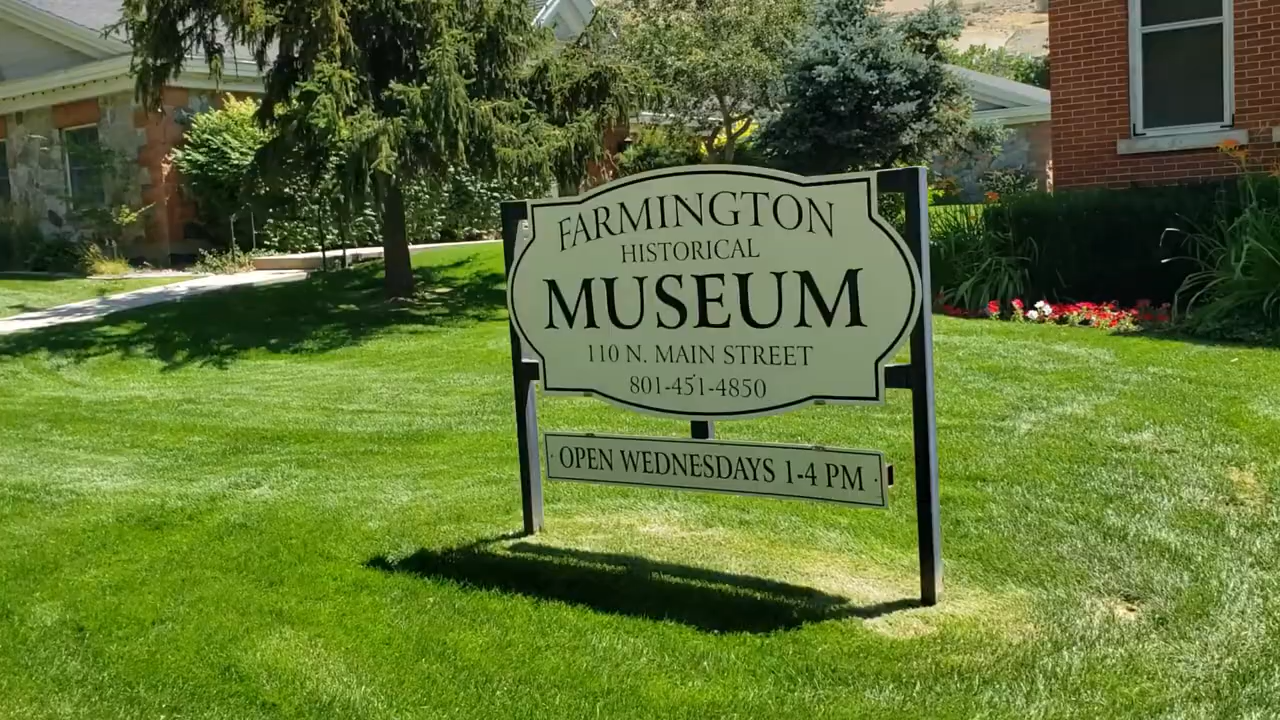 FARMINGTON
HISTORICAL
MUSEUM
110 N. MAIN STREET
801-451-4850
OPEN WEDNESDAYS 1-4 PM